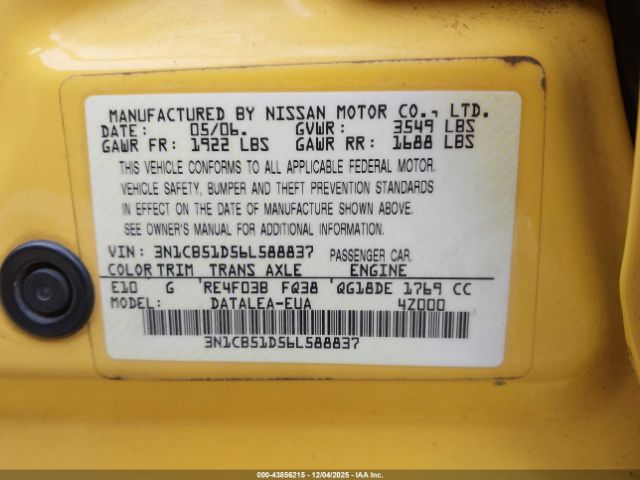 MANUFACTURED BY NISSAN MOTOR CO., LTD.
DATE: 05/06. GVWR: 3549 LBS
GAWR FR: 1922 LBS GAWR RR: 1688 LBS
THIS VEHICLE CONFORMS TO ALL APPLICABLE FEDERAL MOTOR.
VEHICLE SAFETY, BUMPER AND THEFT PREVENTION STANDARDS
IN EFFECT ON THE DATE OF MANUFACTURE SHOWN ABOVE.
SEE OWNER'S MANUAL FOR ADDITIONAL INFORMATION.
VIN: 3N1CB51D56L588837 PASSENGER CAR.
COLOR TRIM TRANS AXLE ENGINE
E10 G RE4F03B FQ38 QG18DE 1769 CC
MODEL: DATALEA-EUA 4Z000
3N1CB51D56L588837
000-43856215 - 12/04/2025 - IAA Inc.